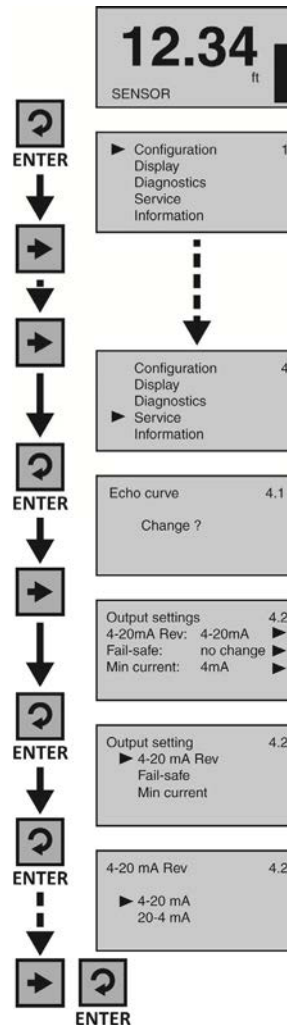 12.34
ft
SENSOR
ENTER
Configuration 1
Display
Diagnostics
Service
Information
Configuration 4
Display
Diagnostics
Service
Information
ENTER
Echo curve 4.1
Change ?
Output settings 4.2
4-20mA Rev: 4-20mA
Fail-safe: no change
Min current: 4mA
ENTER
Output setting 4.2
4-20 mA Rev
Fail-safe
Min current
ENTER
4-20 mA Rev 4.2
4-20 mA
20-4 mA
ENTER